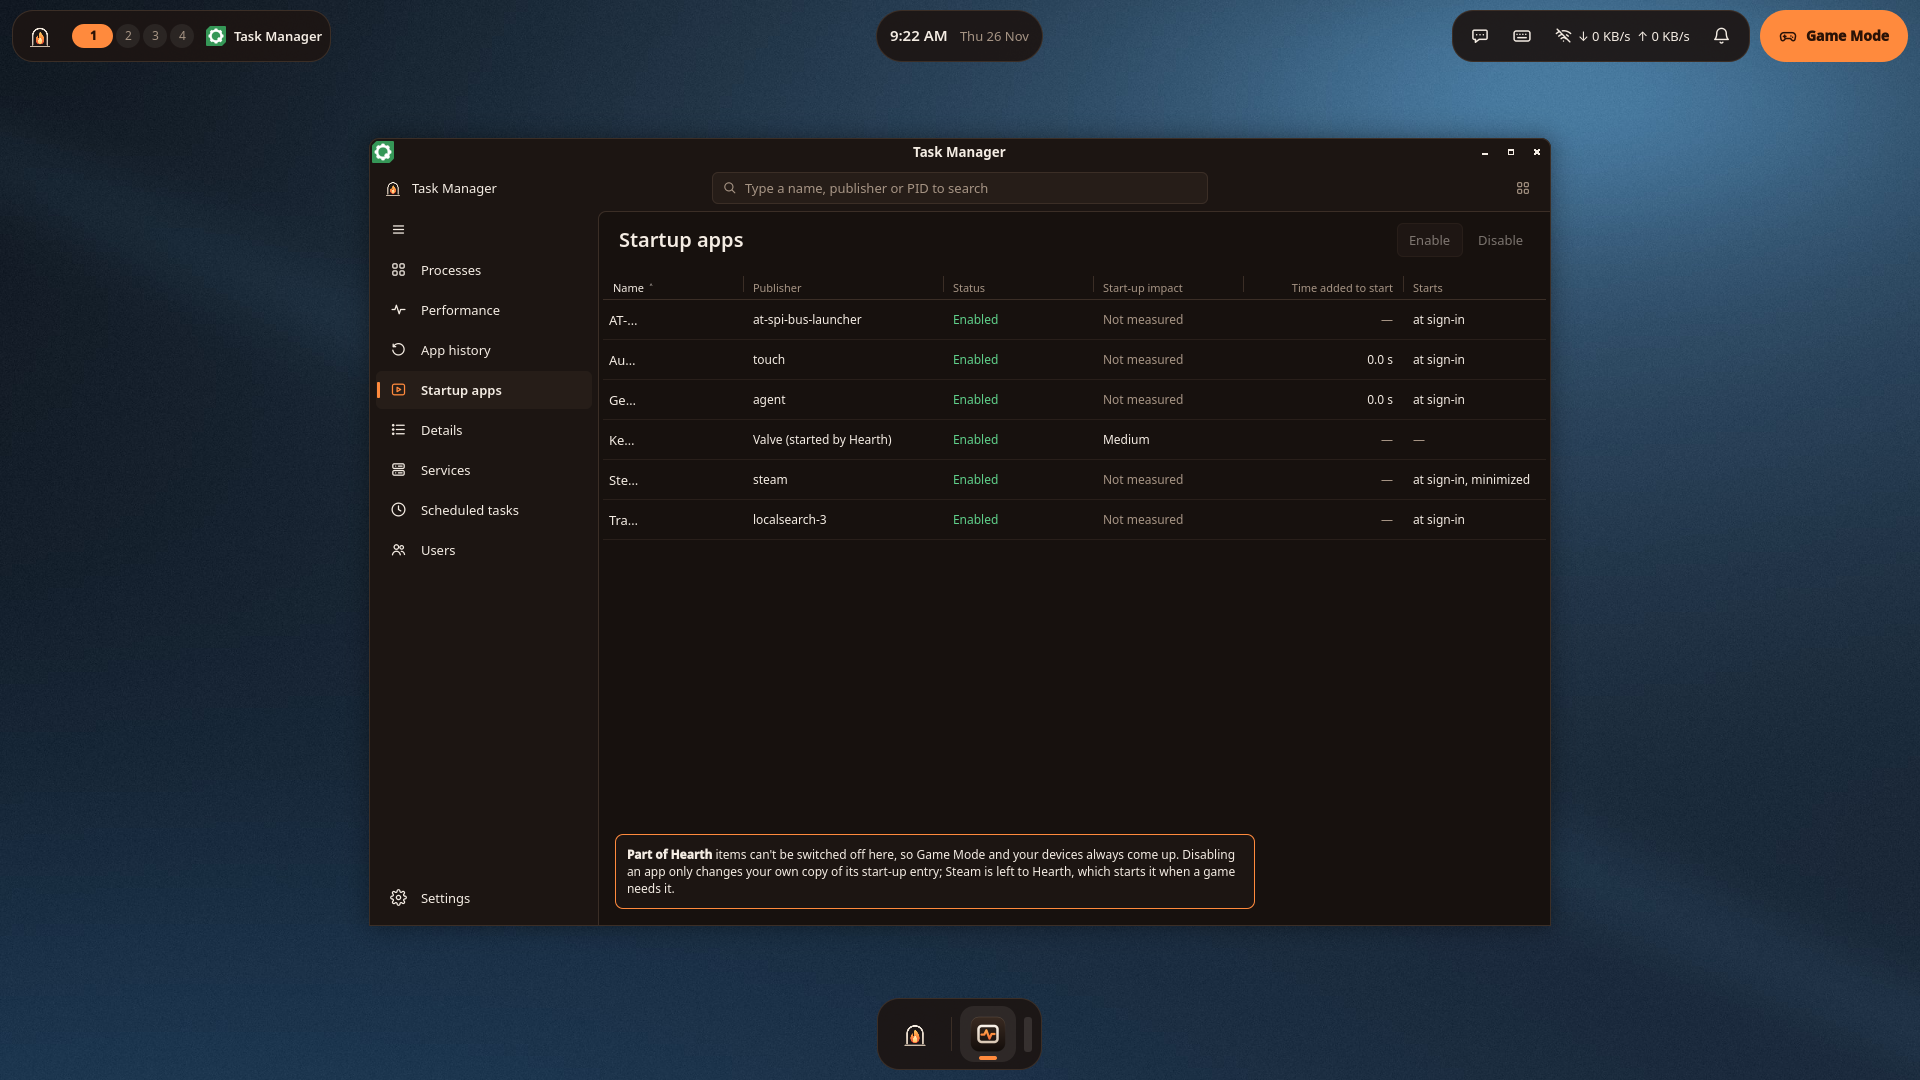 1 2 3 4 Task Manager
9:22 AM Thu 26 Nov
↓ 0 KB/s ↑ 0 KB/s
Game Mode
Task Manager
Task Manager
Type a name, publisher or PID to search
Processes
Performance
App history
Startup apps
Details
Services
Scheduled tasks
Users
Settings
Startup apps
Enable Disable
Name Publisher Status Start-up impact Time added to start Starts
AT-... at-spi-bus-launcher Enabled Not measured — at sign-in
Au... touch Enabled Not measured 0.0 s at sign-in
Ge... agent Enabled Not measured 0.0 s at sign-in
Ke... Valve (started by Hearth) Enabled Medium — —
Ste... steam Enabled Not measured — at sign-in, minimized
Tra... localsearch-3 Enabled Not measured — at sign-in
Part of Hearth items can't be switched off here, so Game Mode and your devices always come up. Disabling
an app only changes your own copy of its start-up entry; Steam is left to Hearth, which starts it when a game
needs it.